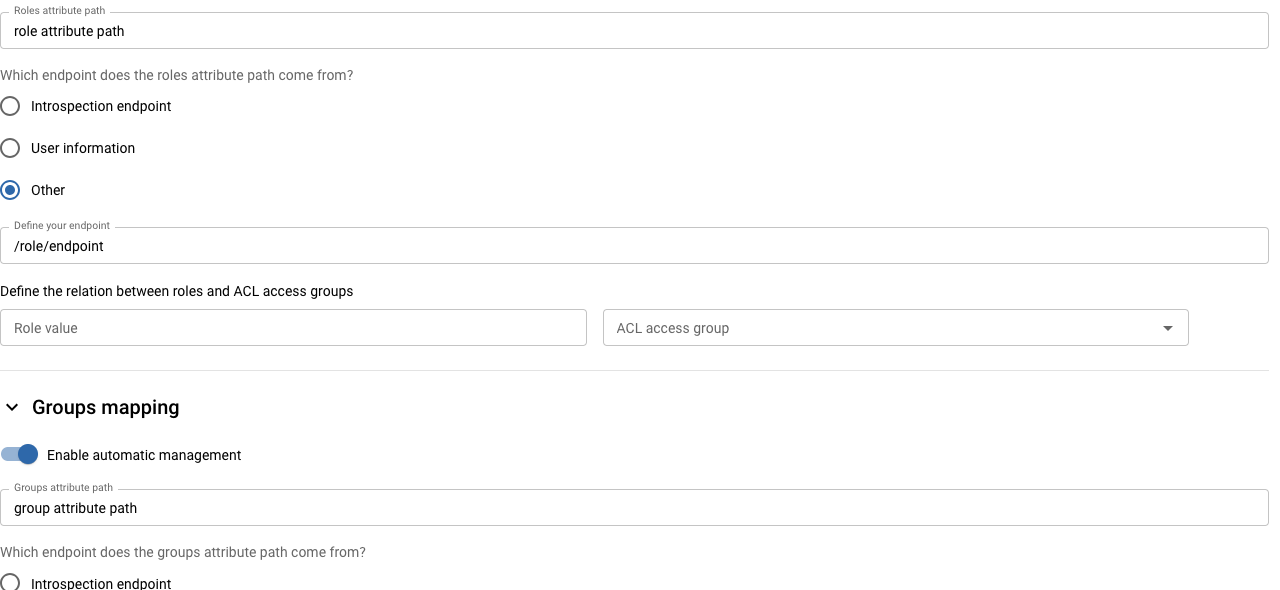 Roles attribute path
role attribute path
Which endpoint does the roles attribute path come from?
Introspection endpoint
User information
Other
Define your endpoint
/role/endpoint
Define the relation between roles and ACL access groups
Role value
ACL access group
Groups mapping
Enable automatic management
Groups attribute path
group attribute path
Which endpoint does the groups attribute path come from?
Introspection endpoint